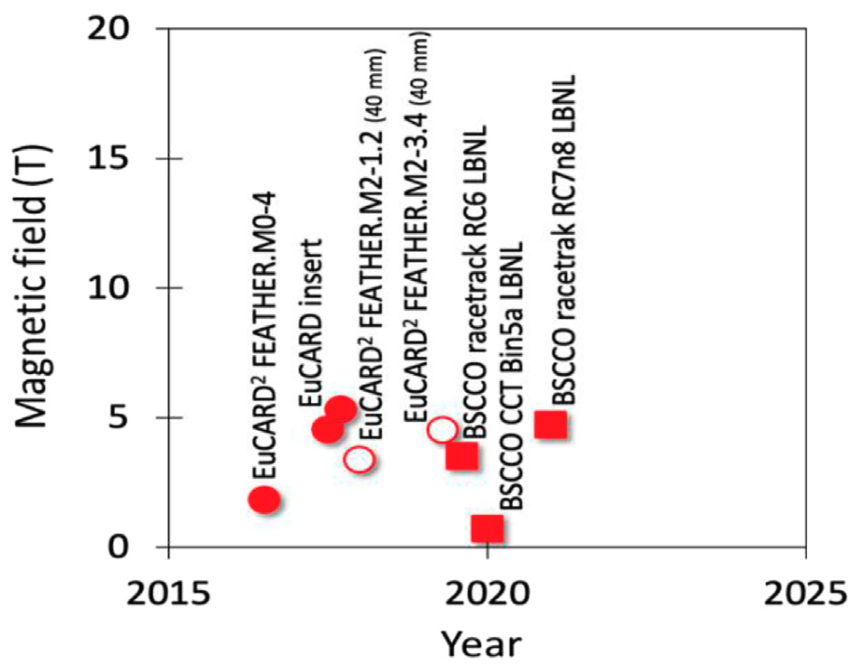 20
15
10
5
0
Magnetic field (T)
EuCARD² FEATHER.M0-4
EuCARD insert
EuCARD² FEATHER.M2-1.2 (40 mm)
EuCARD² FEATHER.M2-3.4 (40 mm)
BSCCO racetrack RC6 LBNL
BSCCO CCT Bin5a LBNL
BSCCO racetrak RC7n8 LBNL
2015
2020
2025
Year